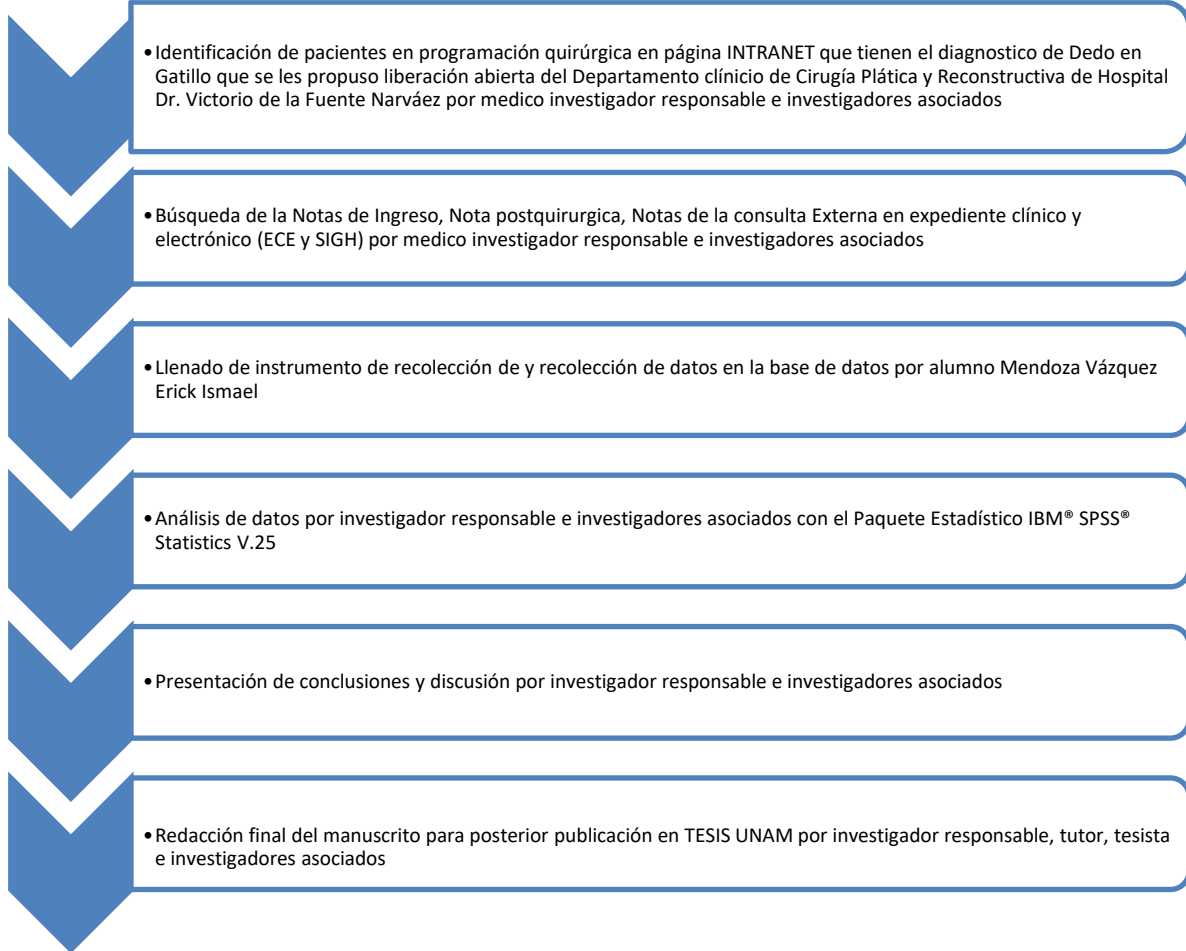 •Identificación de pacientes en programación quirúrgica en página INTRANET que tienen el diagnostico de Dedo en
Gatillo que se les propuso liberación abierta del Departamento clínicio de Cirugía Plática y Reconstructiva de Hospital
Dr. Victorio de la Fuente Narváez por medico investigador responsable e investigadores asociados
•Búsqueda de la Notas de Ingreso, Nota postquirurgica, Notas de la consulta Externa en expediente clínico y
electrónico (ECE y SIGH) por medico investigador responsable e investigadores asociados
•Llenado de instrumento de recolección de y recolección de datos en la base de datos por alumno Mendoza Vázquez
Erick Ismael
•Análisis de datos por investigador responsable e investigadores asociados con el Paquete Estadístico IBM® SPSS®
Statistics V.25
•Presentación de conclusiones y discusión por investigador responsable e investigadores asociados
•Redacción final del manuscrito para posterior publicación en TESIS UNAM por investigador responsable, tutor, tesista
e investigadores asociados